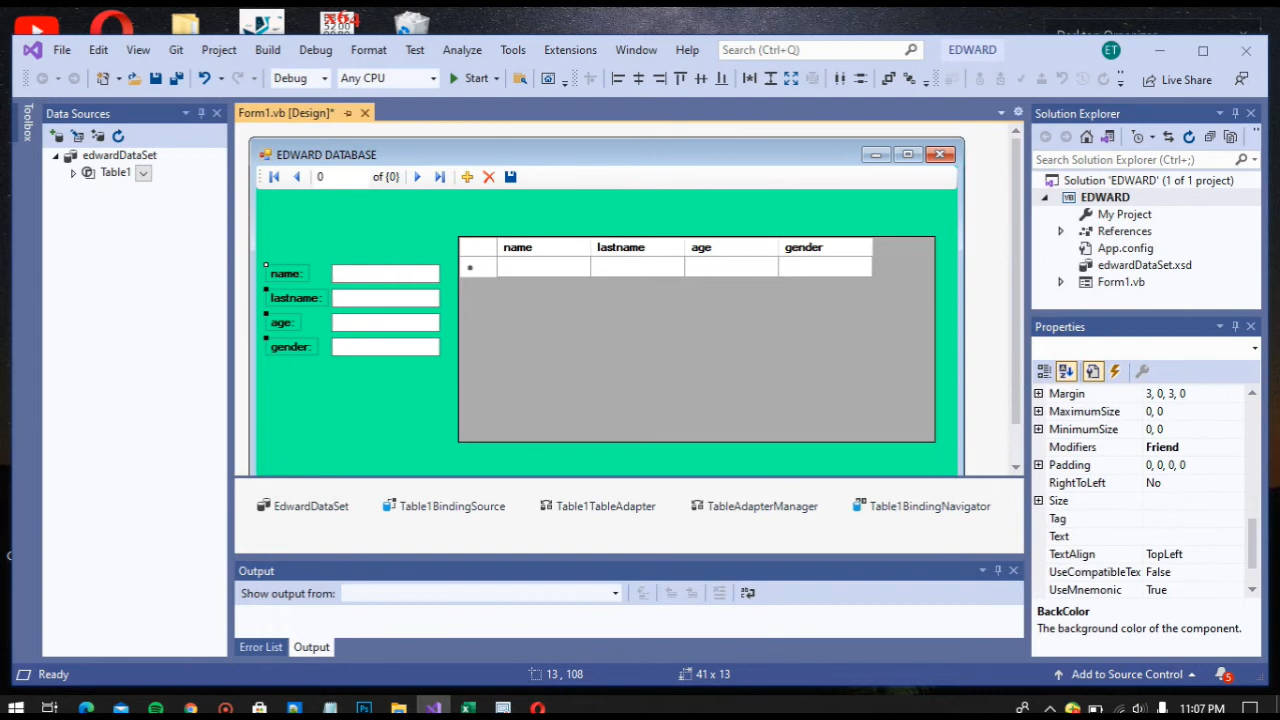 x64
File Edit View Git Project Build Debug Format Test Analyze Tools Extensions Window Help Search (Ctrl+Q) EDWARD ET
Debug Any CPU Start Live Share
Toolbox
Data Sources
edwardDataSet
Table1
Form1.vb [Design]*
EDWARD DATABASE
0 of {0}
name lastname age gender
name:
lastname:
age:
gender:
EdwardDataSet Table1BindingSource Table1TableAdapter TableAdapterManager Table1BindingNavigator
Output
Show output from:
Error List Output
Solution Explorer
Search Solution Explorer (Ctrl+;)
Solution 'EDWARD' (1 of 1 project)
VB EDWARD
My Project
References
App.config
edwardDataSet.xsd
Form1.vb
Properties
Margin 3, 0, 3, 0
MaximumSize 0, 0
MinimumSize 0, 0
Modifiers Friend
Padding 0, 0, 0, 0
RightToLeft No
Size
Tag
Text
TextAlign TopLeft
UseCompatibleTex False
UseMnemonic True
BackColor
The background color of the component.
Ready 13 , 108 41 x 13 Add to Source Control 5
11:07 PM